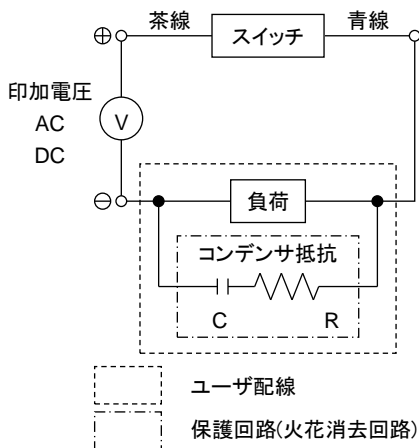 ⊕
茶線
スイッチ
青線
印加電圧
AC
DC
V
⊖
負荷
コンデンサ抵抗
C
R
ユーザ配線
保護回路(火花消去回路)